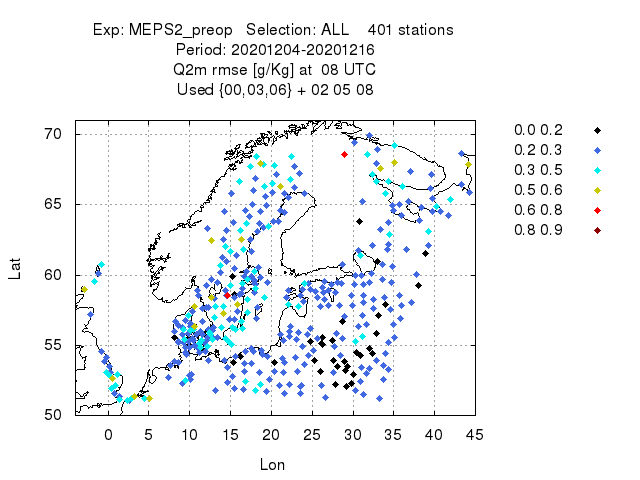 Exp: MEPS2_preop   Selection: ALL    401 stations
Period: 20201204-20201216
Q2m rmse [g/Kg] at  08 UTC
Used {00,03,06} + 02 05 08
70
65
60
55
50
Lat
0 5 10 15 20 25 30 35 40 45
Lon
0.0 0.2
0.2 0.3
0.3 0.5
0.5 0.6
0.6 0.8
0.8 0.9